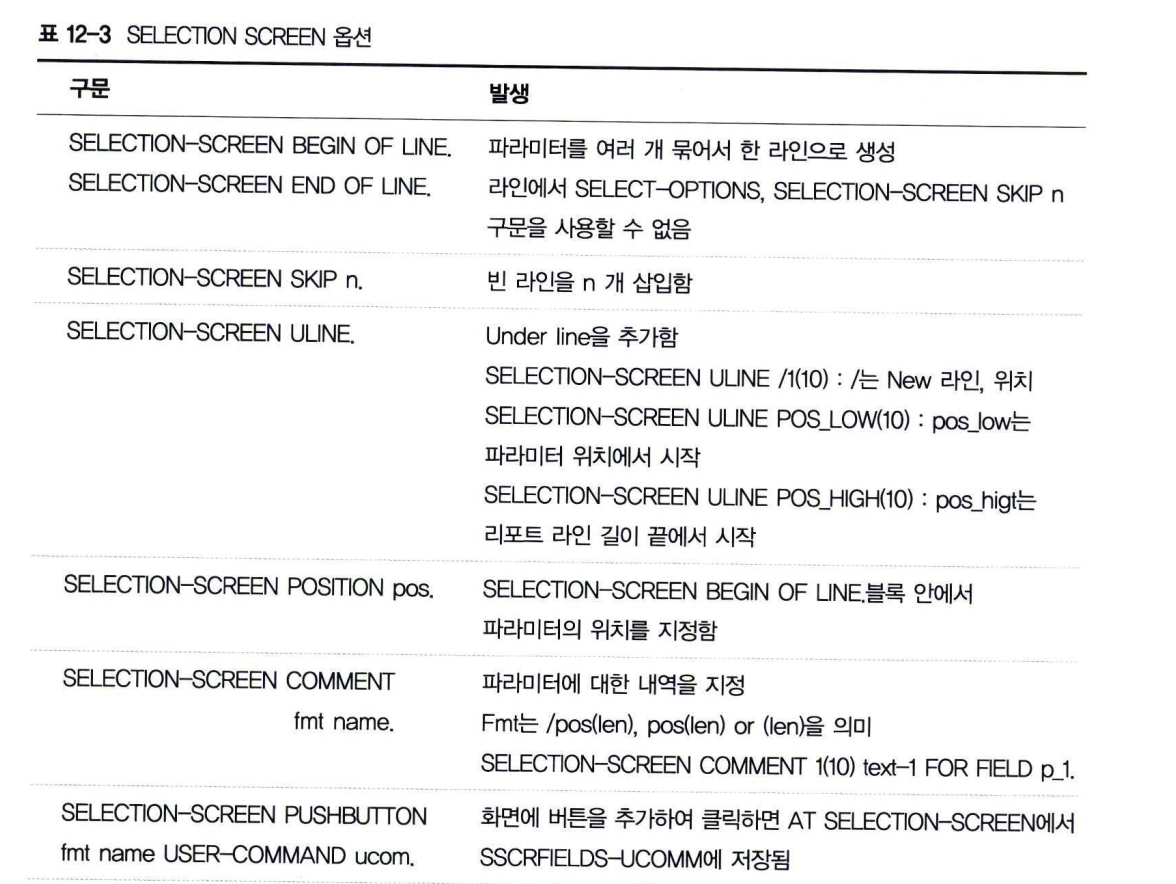 표 12-3 SELECTION SCREEN 옵션
구문 발생
SELECTION-SCREEN BEGIN OF LINE. 파라미터를 여러 개 묶어서 한 라인으로 생성
SELECTION-SCREEN END OF LINE. 라인에서 SELECT-OPTIONS, SELECTION-SCREEN SKIP n
구문을 사용할 수 없음
SELECTION-SCREEN SKIP n. 빈 라인을 n 개 삽입함
SELECTION-SCREEN ULINE. Under line을 추가함
SELECTION-SCREEN ULINE /1(10) : /는 New 라인, 위치
SELECTION-SCREEN ULINE POS_LOW(10) : pos_low는
파라미터 위치에서 시작
SELECTION-SCREEN ULINE POS_HIGH(10) : pos_higt는
리포트 라인 길이 끝에서 시작
SELECTION-SCREEN POSITION pos. SELECTION-SCREEN BEGIN OF LINE.블록 안에서
파라미터의 위치를 지정함
SELECTION-SCREEN COMMENT 파라미터에 대한 내역을 지정
fmt name. Fmt는 /pos(len), pos(len) or (len)을 의미
SELECTION-SCREEN COMMENT 1(10) text-1 FOR FIELD p_1.
SELECTION-SCREEN PUSHBUTTON 화면에 버튼을 추가하여 클릭하면 AT SELECTION-SCREEN에서
fmt name USER-COMMAND ucom. SSCRFIELDS-UCOMM에 저장됨